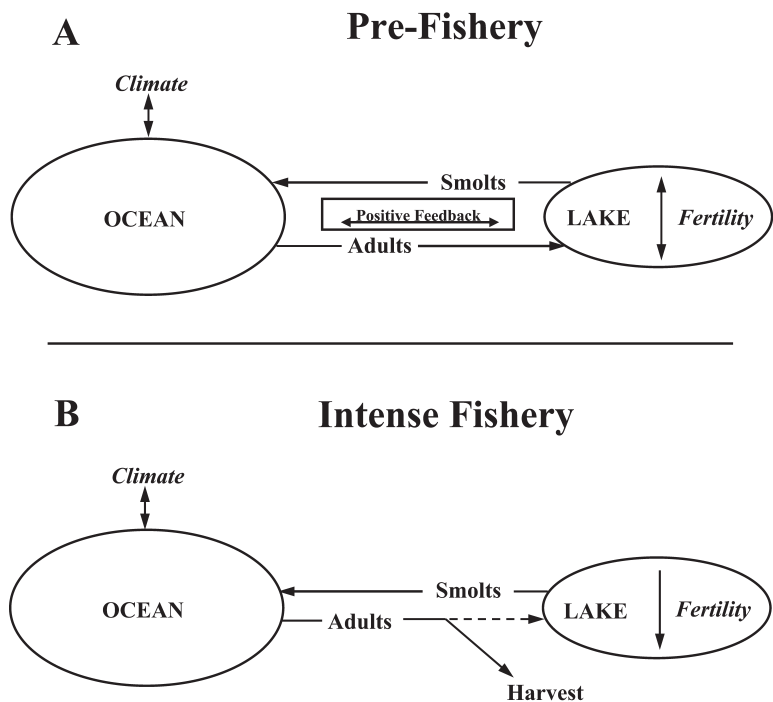 A
Pre-Fishery
Climate
OCEAN
Smolts
Positive Feedback
Adults
LAKE
Fertility
B
Intense Fishery
Climate
OCEAN
Smolts
Adults
LAKE
Fertility
Harvest